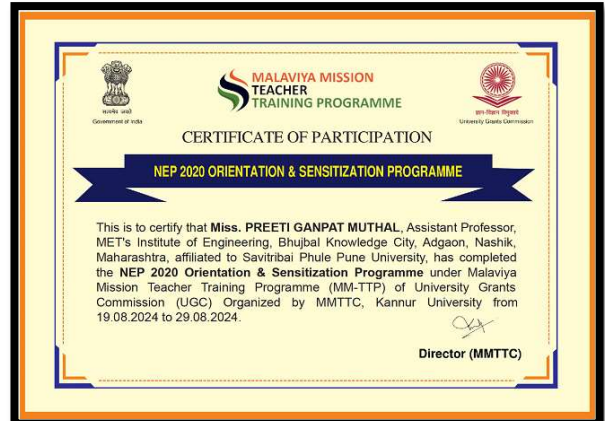 MALAVIYA MISSION
TEACHER
TRAINING PROGRAMME
सत्यमेव जयते
Government of India
ज्ञान-विज्ञान विमुक्तये
University Grants Commission
CERTIFICATE OF PARTICIPATION
NEP 2020 ORIENTATION & SENSITIZATION PROGRAMME
This is to certify that Miss. PREETI GANPAT MUTHAL, Assistant Professor,
MET's Institute of Engineering, Bhujbal Knowledge City, Adgaon, Nashik,
Maharashtra, affiliated to Savitribai Phule Pune University, has completed
the NEP 2020 Orientation & Sensitization Programme under Malaviya
Mission Teacher Training Programme (MM-TTP) of University Grants
Commission (UGC) Organized by MMTTC, Kannur University from
19.08.2024 to 29.08.2024.
Director (MMTTC)